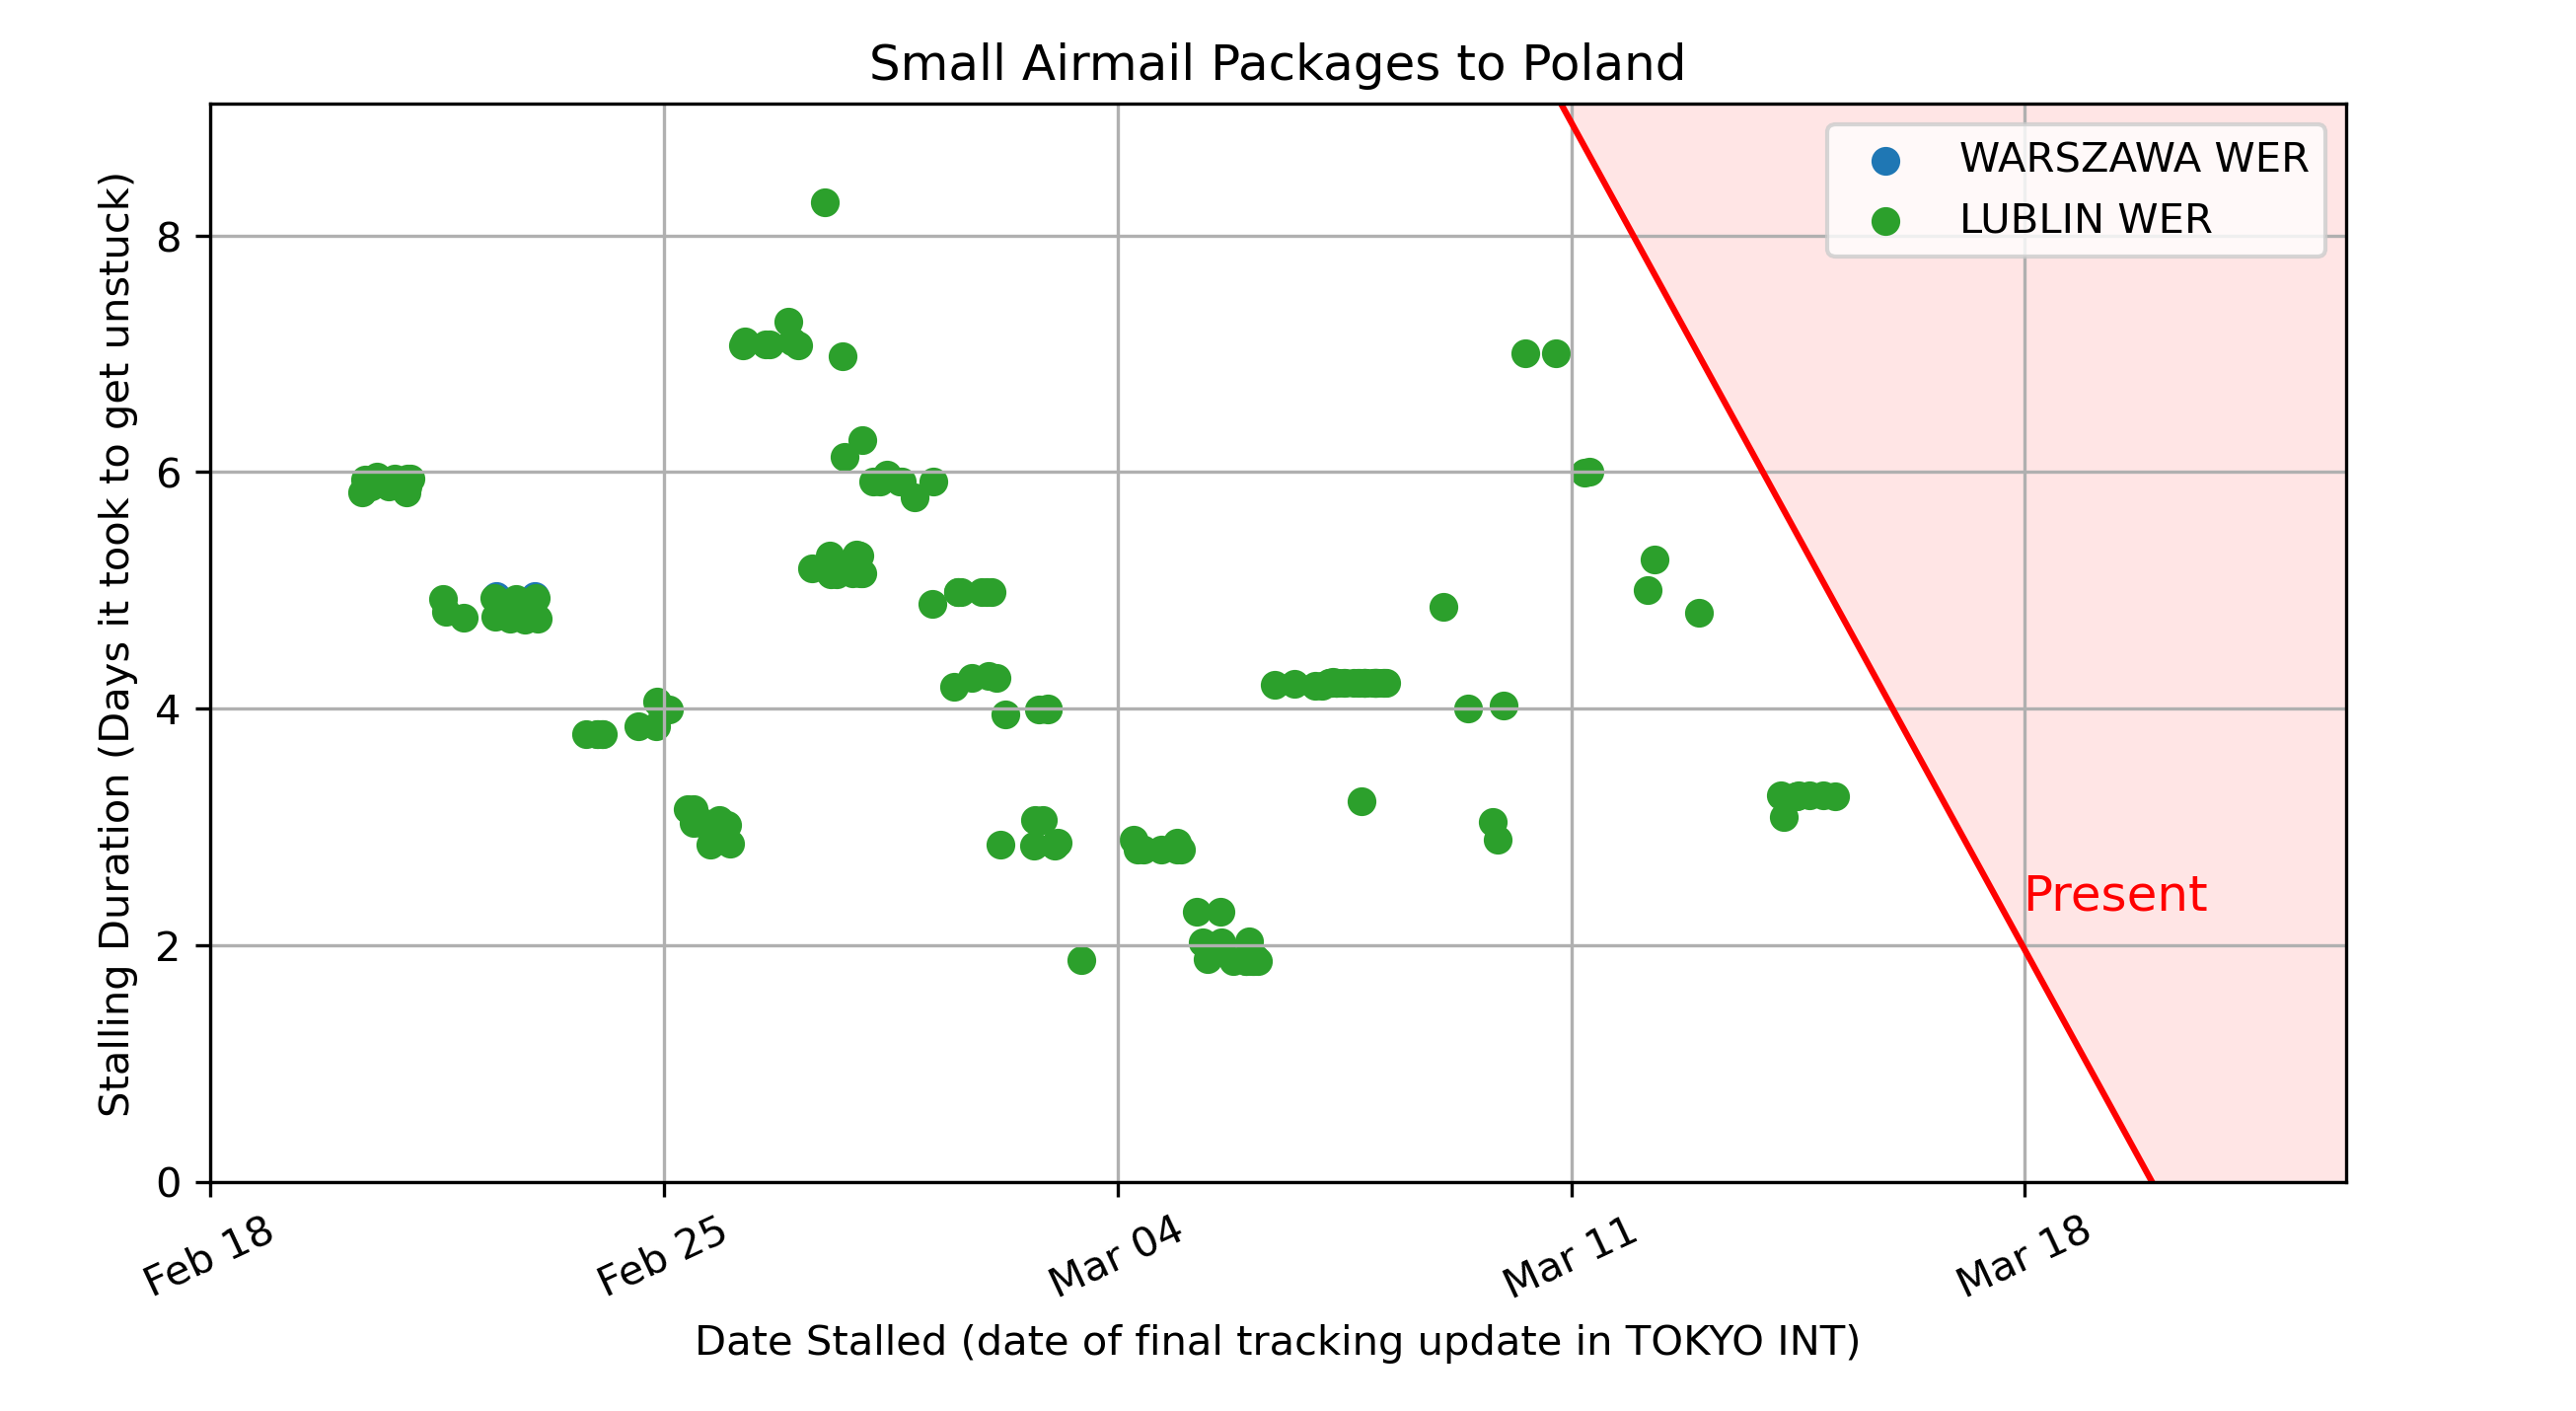 Small Airmail Packages to Poland
WARSZAWA WER
LUBLIN WER
Stalling Duration (Days it took to get unstuck)
8
6
4
2
0
Present
Feb 18
Feb 25
Mar 04
Mar 11
Mar 18
Date Stalled (date of final tracking update in TOKYO INT)